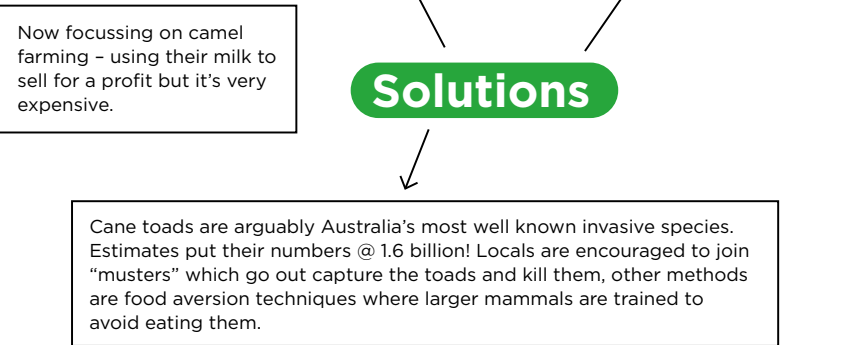 Now focussing on camel
farming – using their milk to
sell for a profit but it's very
expensive.
Solutions
Cane toads are arguably Australia's most well known invasive species.
Estimates put their numbers @ 1.6 billion! Locals are encouraged to join
"musters" which go out capture the toads and kill them, other methods
are food aversion techniques where larger mammals are trained to
avoid eating them.